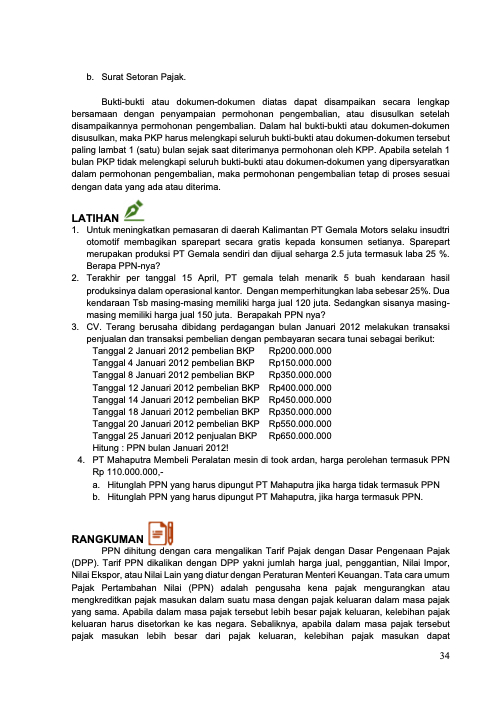 b. Surat Setoran Pajak.
Bukti-bukti atau dokumen-dokumen diatas dapat disampaikan secara lengkap
bersamaan dengan penyampaian permohonan pengembalian, atau disusulkan setelah
disampaikannya permohonan pengembalian. Dalam hal bukti-bukti atau dokumen-dokumen
disusulkan, maka PKP harus melengkapi seluruh bukti-bukti atau dokumen-dokumen tersebut
paling lambat 1 (satu) bulan sejak saat diterimanya permohonan oleh KPP. Apabila setelah 1
bulan PKP tidak melengkapi seluruh bukti-bukti atau dokumen-dokumen yang dipersyaratkan
dalam permohonan pengembalian, maka permohonan pengembalian tetap di proses sesuai
dengan data yang ada atau diterima.
LATIHAN
1. Untuk meningkatkan pemasaran di daerah Kalimantan PT Gemala Motors selaku insudtri
otomotif membagikan sparepart secara gratis kepada konsumen setianya. Sparepart
merupakan produksi PT Gemala sendiri dan dijual seharga 2.5 juta termasuk laba 25 %.
Berapa PPN-nya?
2. Terakhir per tanggal 15 April, PT gemala telah menarik 5 buah kendaraan hasil
produksinya dalam operasional kantor. Dengan memperhitungkan laba sebesar 25%. Dua
kendaraan Tsb masing-masing memiliki harga jual 120 juta. Sedangkan sisanya masing-
masing memiliki harga jual 150 juta. Berapakah PPN nya?
3. CV. Terang berusaha dibidang perdagangan bulan Januari 2012 melakukan transaksi
penjualan dan transaksi pembelian dengan pembayaran secara tunai sebagai berikut:
Tanggal 2 Januari 2012 pembelian BKP Rp200.000.000
Tanggal 4 Januari 2012 pembelian BKP Rp150.000.000
Tanggal 8 Januari 2012 pembelian BKP Rp350.000.000
Tanggal 12 Januari 2012 pembelian BKP Rp400.000.000
Tanggal 14 Januari 2012 pembelian BKP Rp450.000.000
Tanggal 18 Januari 2012 pembelian BKP Rp350.000.000
Tanggal 20 Januari 2012 pembelian BKP Rp550.000.000
Tanggal 25 Januari 2012 penjualan BKP Rp650.000.000
Hitung : PPN bulan Januari 2012!
4. PT Mahaputra Membeli Peralatan mesin di took ardan, harga perolehan termasuk PPN
Rp 110.000.000,-
a. Hitunglah PPN yang harus dipungut PT Mahaputra jika harga tidak termasuk PPN
b. Hitunglah PPN yang harus dipungut PT Mahaputra, jika harga termasuk PPN.
RANGKUMAN
PPN dihitung dengan cara mengalikan Tarif Pajak dengan Dasar Pengenaan Pajak
(DPP). Tarif PPN dikalikan dengan DPP yakni jumlah harga jual, penggantian, Nilai Impor,
Nilai Ekspor, atau Nilai Lain yang diatur dengan Peraturan Menteri Keuangan. Tata cara umum
Pajak Pertambahan Nilai (PPN) adalah pengusaha kena pajak mengurangkan atau
mengkreditkan pajak masukan dalam suatu masa dengan pajak keluaran dalam masa pajak
yang sama. Apabila dalam masa pajak tersebut lebih besar pajak keluaran, kelebihan pajak
keluaran harus disetorkan ke kas negara. Sebaliknya, apabila dalam masa pajak tersebut
pajak masukan lebih besar dari pajak keluaran, kelebihan pajak masukan dapat
34